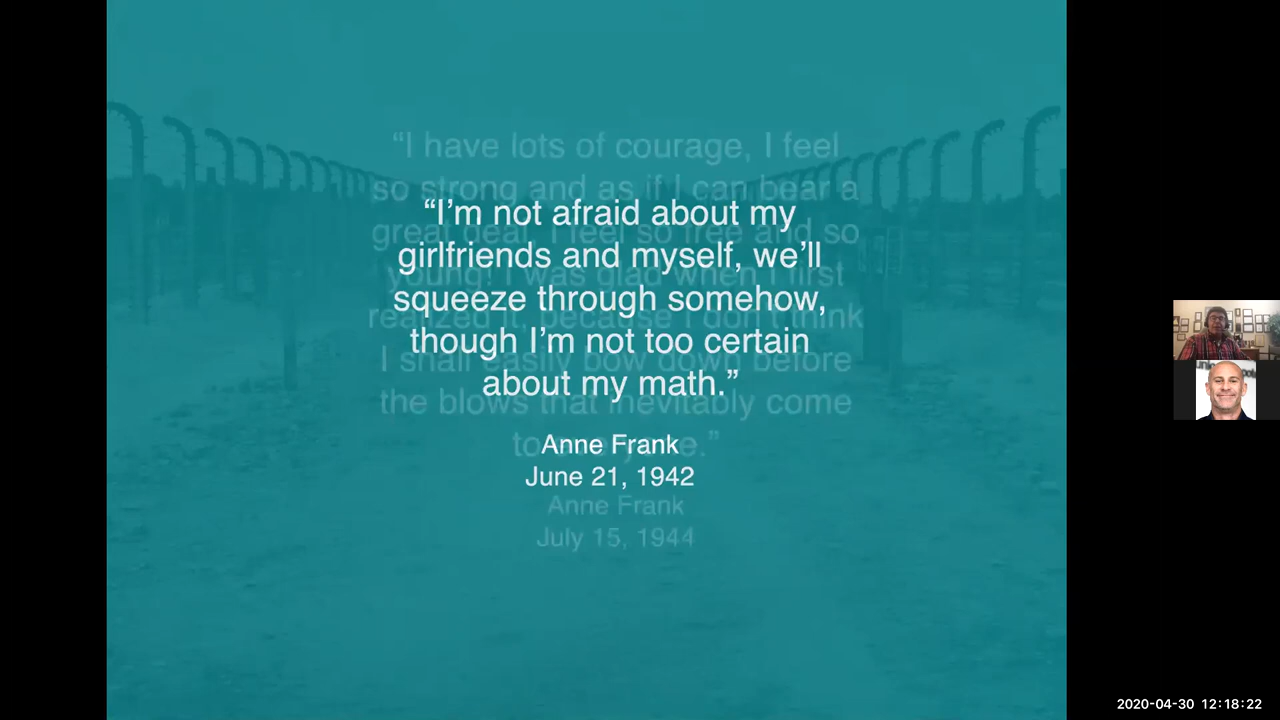 “I have lots of courage, I feel
so strong and as if I can bear a
great deal, I feel so free and so
young! I was glad when I first
realized it, because I don’t think
I shall easily bow down before
the blows that inevitably come
to everyone.”
Anne Frank
July 15, 1944
“I’m not afraid about my
girlfriends and myself, we’ll
squeeze through somehow,
though I’m not too certain
about my math.”
Anne Frank
June 21, 1942
2020-04-30 12:18:22